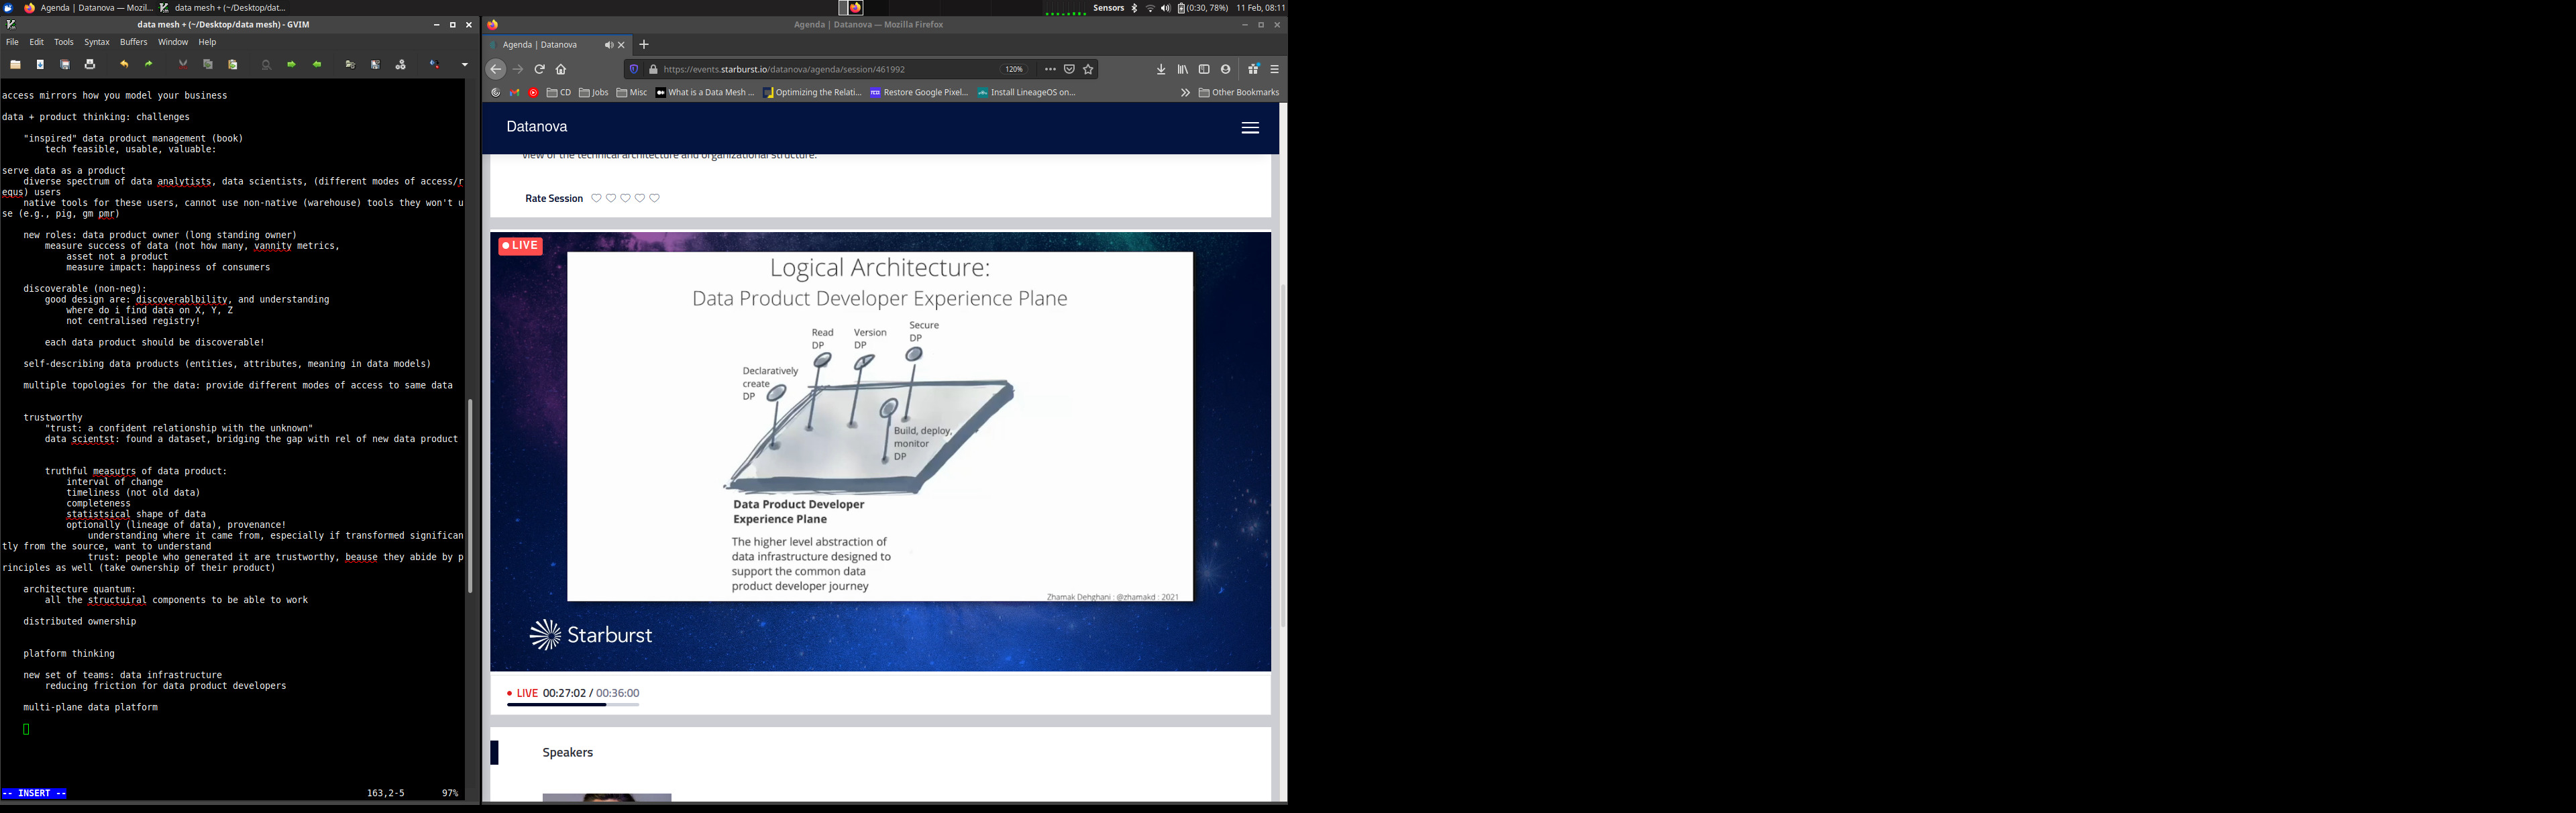 Agenda | Datanova — Mozil...
data mesh + (~/Desktop/dat...
Sensors
(0:30, 78%)
11 Feb, 08:11
data mesh + (~/Desktop/data mesh) - GVIM
File Edit Tools Syntax Buffers Window Help
access mirrors how you model your business
data + product thinking: challenges
"inspired" data product management (book)
tech feasible, usable, valuable:
serve data as a product
diverse spectrum of data analytists, data scientists, (different modes of access/r
equs) users
native tools for these users, cannot use non-native (warehouse) tools they won't u
se (e.g., pig, gm pmr)
new roles: data product owner (long standing owner)
measure success of data (not how many, vannity metrics,
asset not a product
measure impact: happiness of consumers
discoverable (non-neg):
good design are: discoverablbility, and understanding
where do i find data on X, Y, Z
not centralised registry!
each data product should be discoverable!
self-describing data products (entities, attributes, meaning in data models)
multiple topologies for the data: provide different modes of access to same data
trustworthy
"trust: a confident relationship with the unknown"
data scientst: found a dataset, bridging the gap with rel of new data product
truthful measutrs of data product:
interval of change
timeliness (not old data)
completeness
statistsical shape of data
optionally (lineage of data), provenance!
understanding where it came from, especially if transformed significan
tly from the source, want to understand
trust: people who generated it are trustworthy, beause they abide by p
rinciples as well (take ownership of their product)
architecture quantum:
all the structuiral components to be able to work
distributed ownership
platform thinking
new set of teams: data infrastructure
reducing friction for data product developers
multi-plane data platform
-- INSERT --
163,2-5
97%
Agenda | Datanova — Mozilla Firefox
Agenda | Datanova
https://events.starburst.io/datanova/agenda/session/461992
120%
CD
Jobs
Misc
What is a Data Mesh ...
Optimizing the Relati...
Restore Google Pixel...
Install LineageOS on...
Other Bookmarks
Datanova
view of the technical architecture and organizational structure.
Rate Session
LIVE
Logical Architecture:
Data Product Developer Experience Plane
Declaratively
create
DP
Read
DP
Version
DP
Secure
DP
Build, deploy,
monitor
DP
Data Product Developer
Experience Plane
The higher level abstraction of
data infrastructure designed to
support the common data
product developer journey
Zhamak Dehghani : @zhamakd : 2021
Starburst
LIVE 00:27:02 / 00:36:00
Speakers